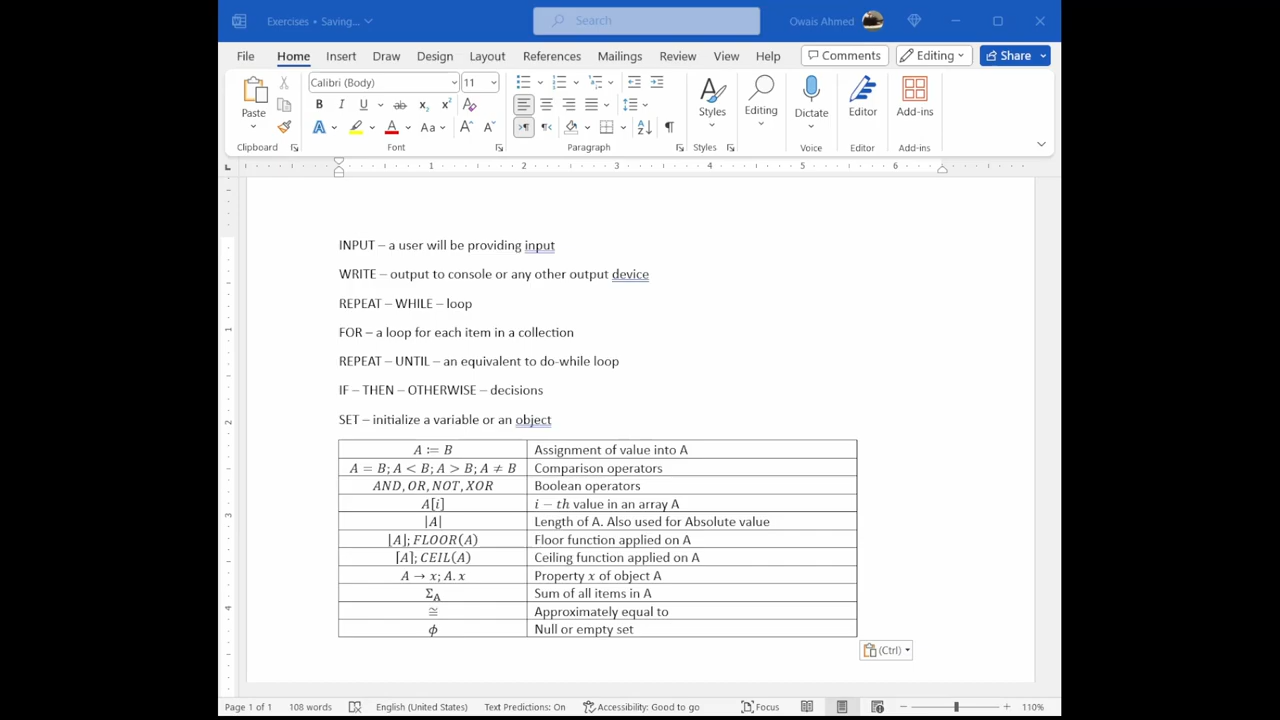 Exercises • Saving...
Search
Owais Ahmed
File Home Insert Draw Design Layout References Mailings Review View Help Comments Editing Share
Calibri (Body) 11
Paste
Styles
Editing
Dictate
Editor
Add-ins
Clipboard Font Paragraph Styles Voice Editor Add-ins
1 2 3 4 5 6
INPUT – a user will be providing input
WRITE – output to console or any other output device
REPEAT – WHILE – loop
FOR – a loop for each item in a collection
REPEAT – UNTIL – an equivalent to do-while loop
IF – THEN – OTHERWISE – decisions
SET – initialize a variable or an object
A ≔ B Assignment of value into A
A = B; A < B; A > B; A ≠ B Comparison operators
AND, OR, NOT, XOR Boolean operators
A[i] i − th value in an array A
|A| Length of A. Also used for Absolute value
⌊A⌋; FLOOR(A) Floor function applied on A
⌈A⌉; CEIL(A) Ceiling function applied on A
A → x; A. x Property x of object A
Σ_A Sum of all items in A
≅ Approximately equal to
ϕ Null or empty set
(Ctrl)
Page 1 of 1 108 words English (United States) Text Predictions: On Accessibility: Good to go Focus 110%